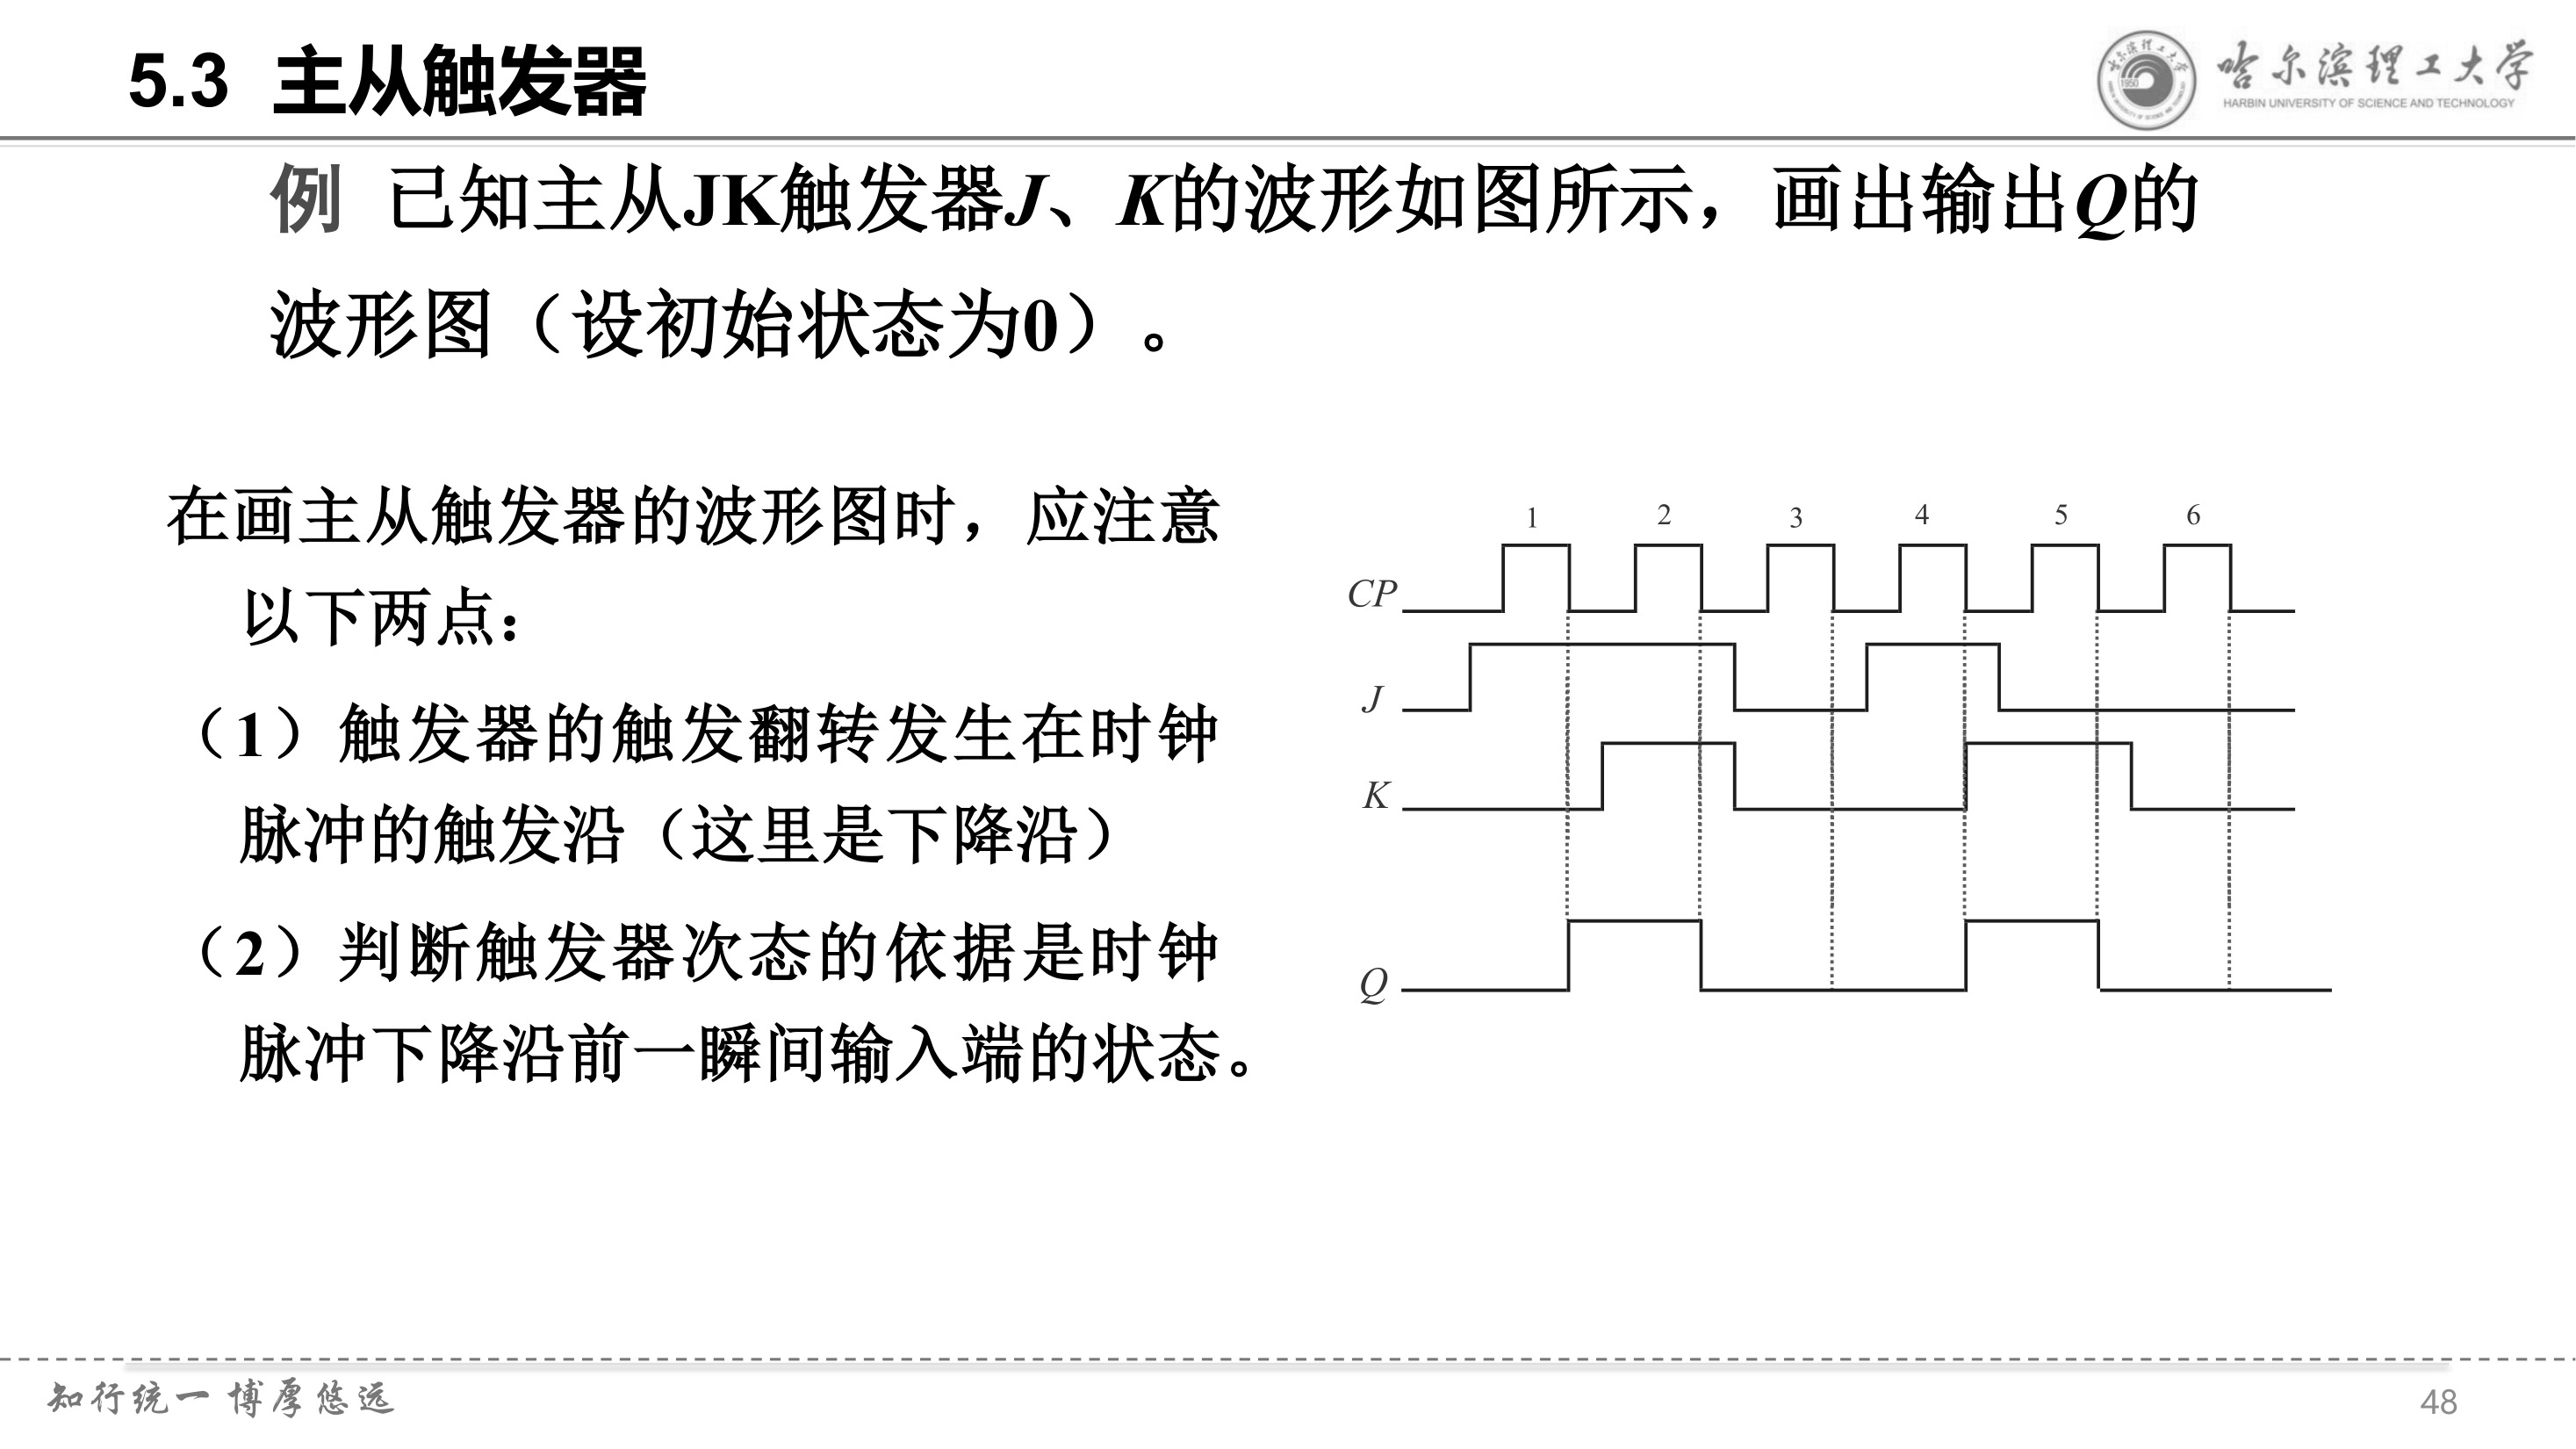 5.3 主从触发器
哈尔滨理工大学
HARBIN UNIVERSITY OF SCIENCE AND TECHNOLOGY
1950
例 已知主从JK触发器J、K的波形如图所示，画出输出Q的
波形图（设初始状态为0）。
在画主从触发器的波形图时，应注意
以下两点：
（1）触发器的触发翻转发生在时钟
脉冲的触发沿（这里是下降沿）
（2）判断触发器次态的依据是时钟
脉冲下降沿前一瞬间输入端的状态。
1 2 3 4 5 6
CP
J
K
Q
知行统一 博厚悠远
48